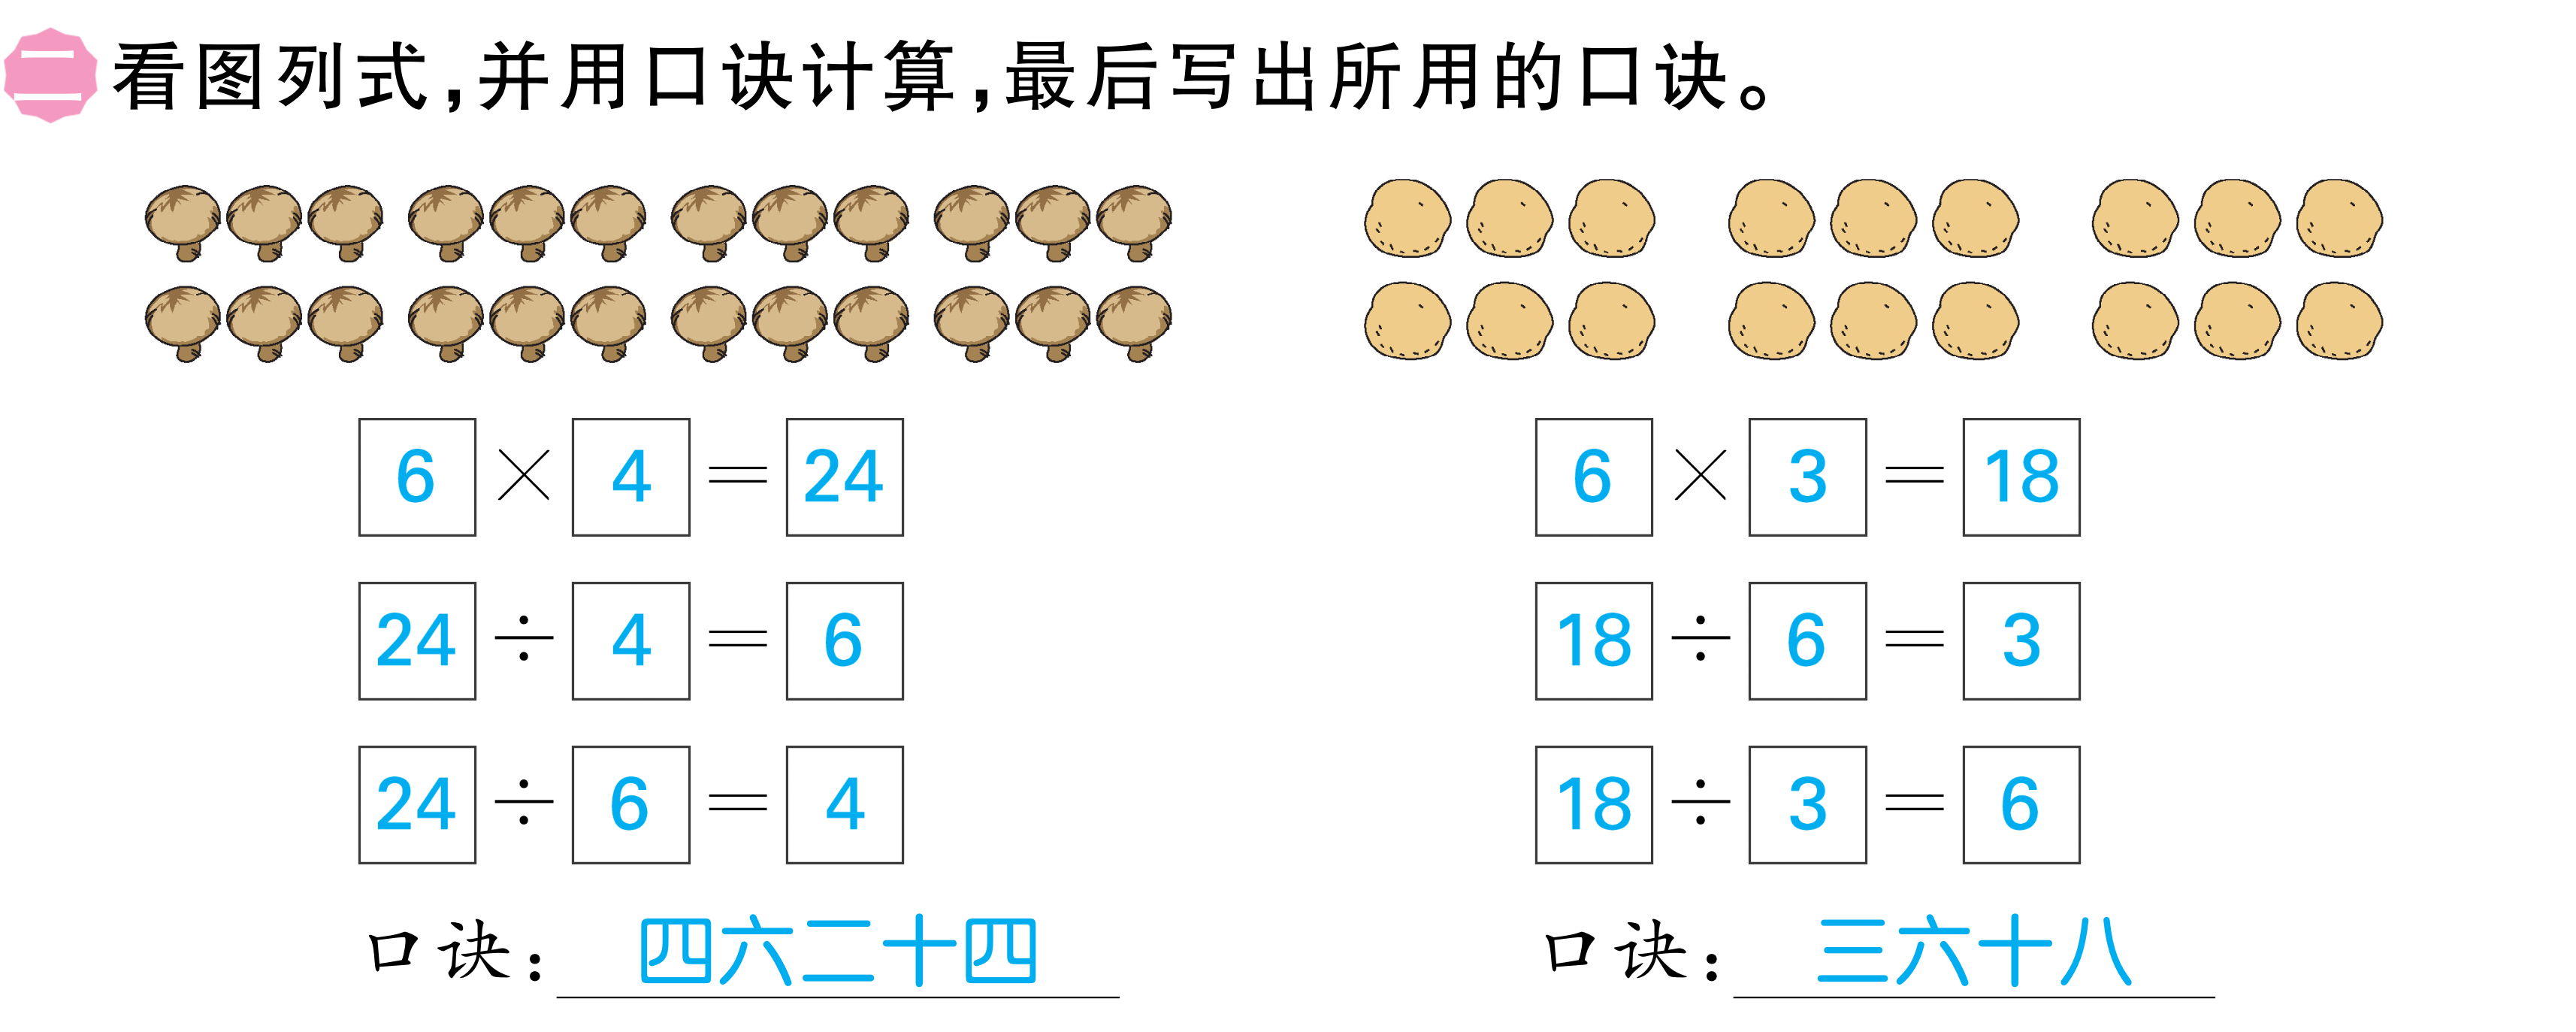 二 看图列式,并用口诀计算,最后写出所用的口诀。
6 × 4 = 24
24 ÷ 4 = 6
24 ÷ 6 = 4
口诀: 四六二十四
6 × 3 = 18
18 ÷ 6 = 3
18 ÷ 3 = 6
口诀: 三六十八